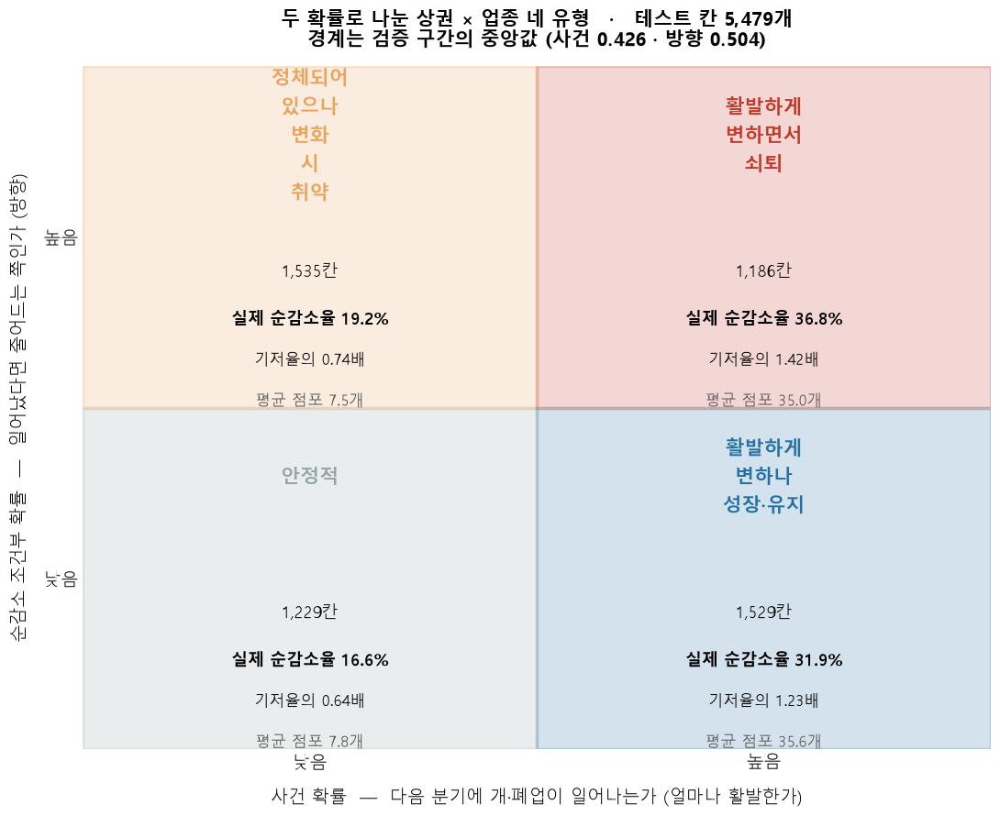 두 확률로 나눈 상권 × 업종 네 유형 · 테스트 칸 5,479개
경계는 검증 구간의 중앙값 (사건 0.426 · 방향 0.504)
정체되어
있으나
변화
시
취약
1,535칸
실제 순감소율 19.2%
기저율의 0.74배
평균 점포 7.5개
활발하게
변하면서
쇠퇴
1,186칸
실제 순감소율 36.8%
기저율의 1.42배
평균 점포 35.0개
안정적
1,229칸
실제 순감소율 16.6%
기저율의 0.64배
평균 점포 7.8개
활발하게
변하나
성장·유지
1,529칸
실제 순감소율 31.9%
기저율의 1.23배
평균 점포 35.6개
순감소 조건부 확률 — 일어났다면 줄어드는 쪽인가 (방향)
높음
낮음
낮음
높음
사건 확률 — 다음 분기에 개·폐업이 일어나는가 (얼마나 활발한가)